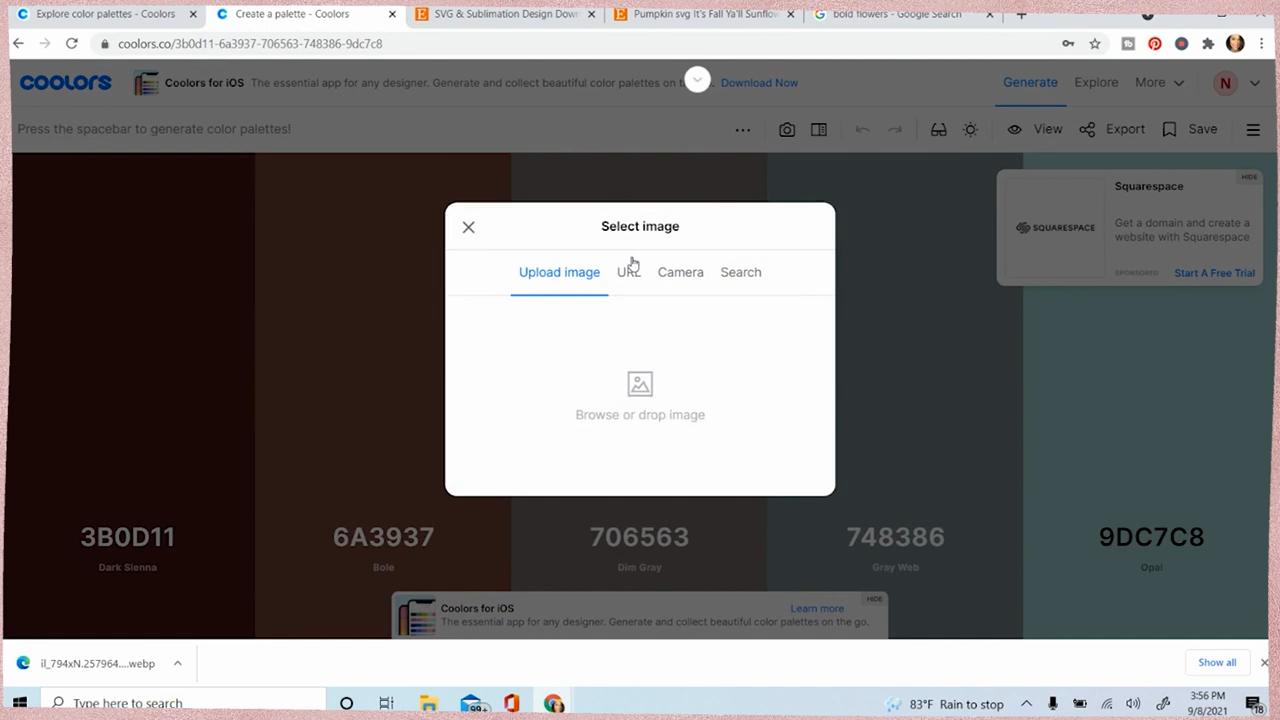 Explore color palettes - Coolors
Create a palette - Coolors
SVG & Sublimation Design Down
Pumpkin svg It's Fall Ya'll Sunflow
bold flowers - Google Search
coolors.co/3b0d11-6a3937-706563-748386-9dc7c8
COOLORS
Coolors for iOS The essential app for any designer. Generate and collect beautiful color palettes on t
Download Now
Generate
Explore
More
N
Press the spacebar to generate color palettes!
View
Export
Save
HIDE
Squarespace
SQUARESPACE
Get a domain and create a
website with Squarespace
SPONSORED
Start A Free Trial
Select image
Upload image
URL
Camera
Search
Browse or drop image
3B0D11
Dark Sienna
6A3937
Bole
706563
Dim Gray
748386
Gray Web
9DC7C8
Opal
Coolors for iOS
Learn more
HIDE
The essential app for any designer. Generate and collect beautiful color palettes on the go.
il_794xN.257964....webp
Show all
Type here to search
99+
83°F Rain to stop
3:56 PM
9/8/2021
18